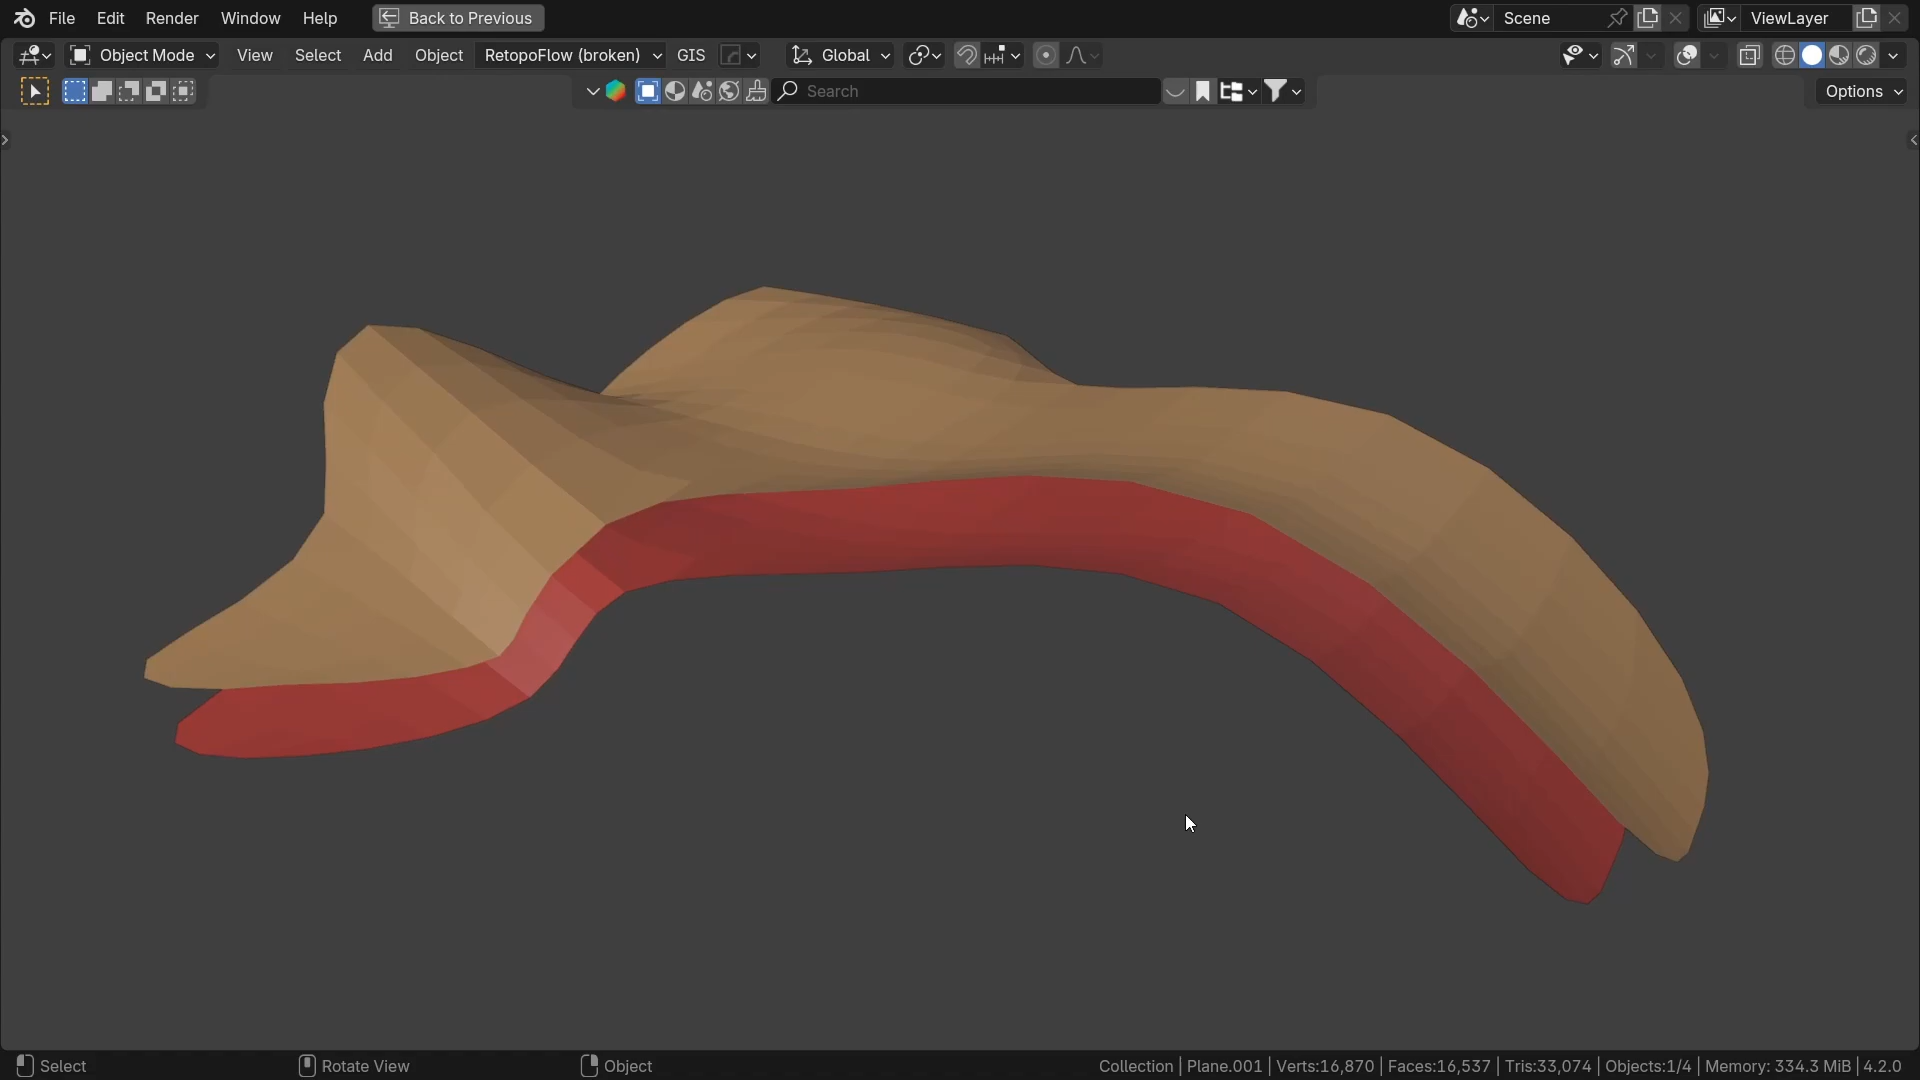 File Edit Render Window Help Back to Previous Scene ViewLayer
Object Mode View Select Add Object RetopoFlow (broken) GIS Global
Search Options
Select Rotate View Object Collection | Plane.001 | Verts:16,870 | Faces:16,537 | Tris:33,074 | Objects:1/4 | Memory: 334.3 MiB | 4.2.0